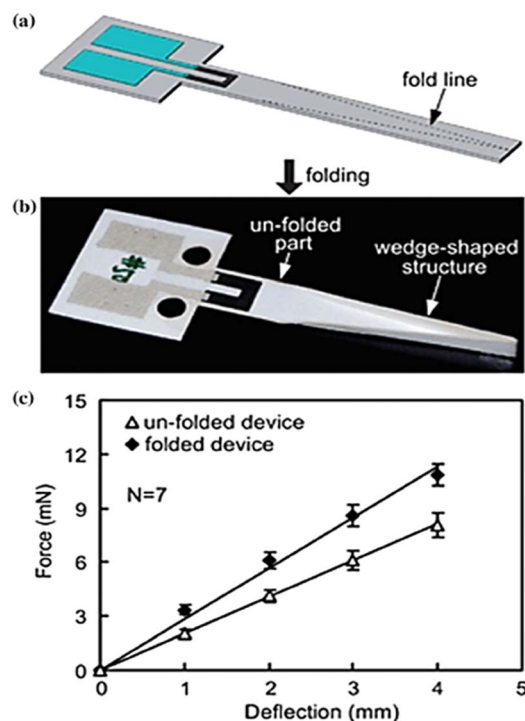 (a)
fold line
folding
(b)
un-folded
part
wedge-shaped
structure
(c)
15
12
9
6
3
0
Force (mN)
un-folded device
folded device
N=7
0 1 2 3 4 5
Deflection (mm)